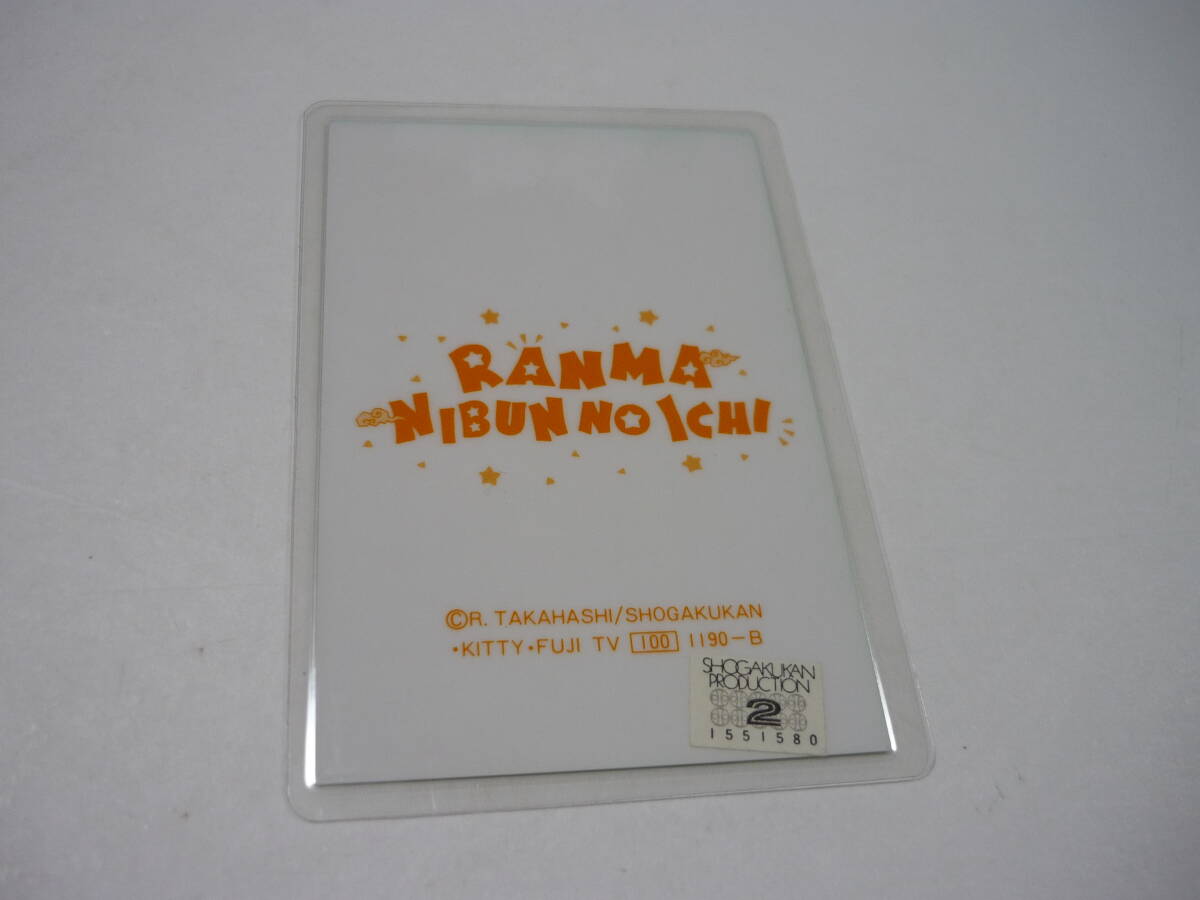 RANMA
NIBUN NO ICHI
©R. TAKAHASHI/SHOGAKUKAN
・KITTY・FUJI TV 100 1190-B
SHOGAKUKAN
PRODUCTION
2
1551580